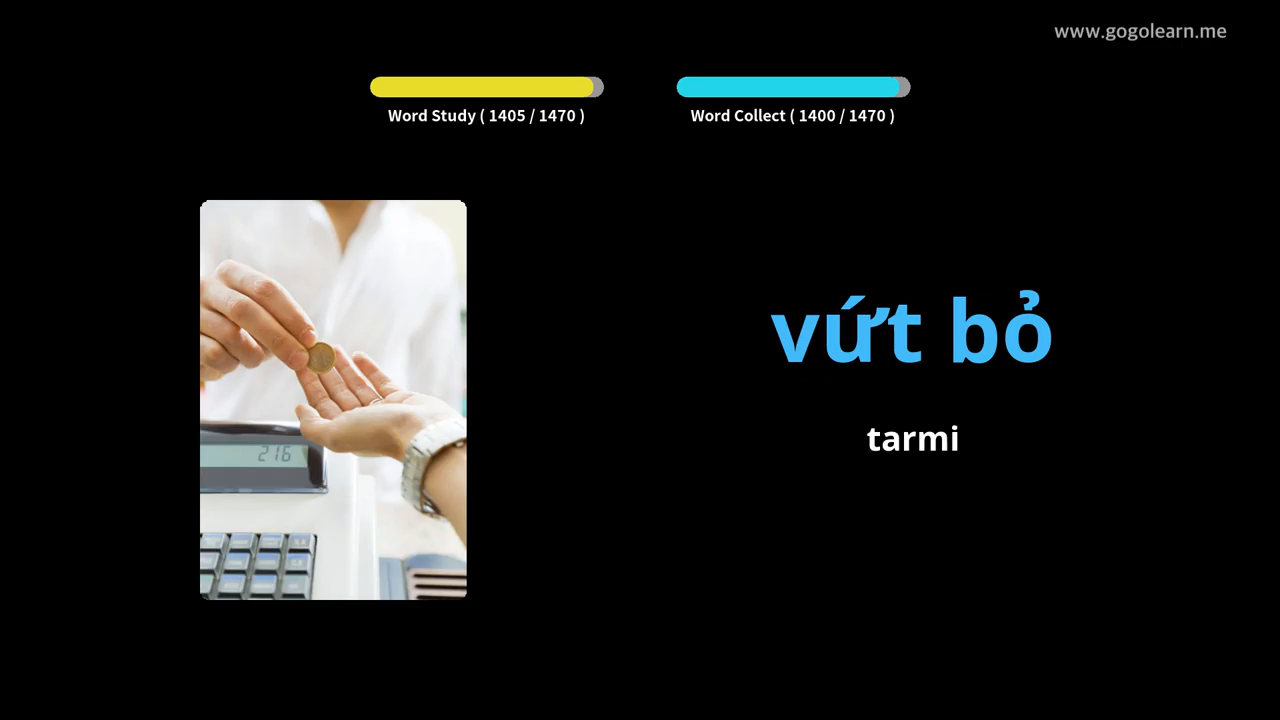 www.gogolearn.me
Word Study ( 1405 / 1470 )
Word Collect ( 1400 / 1470 )
vứt bỏ
tarmi
216